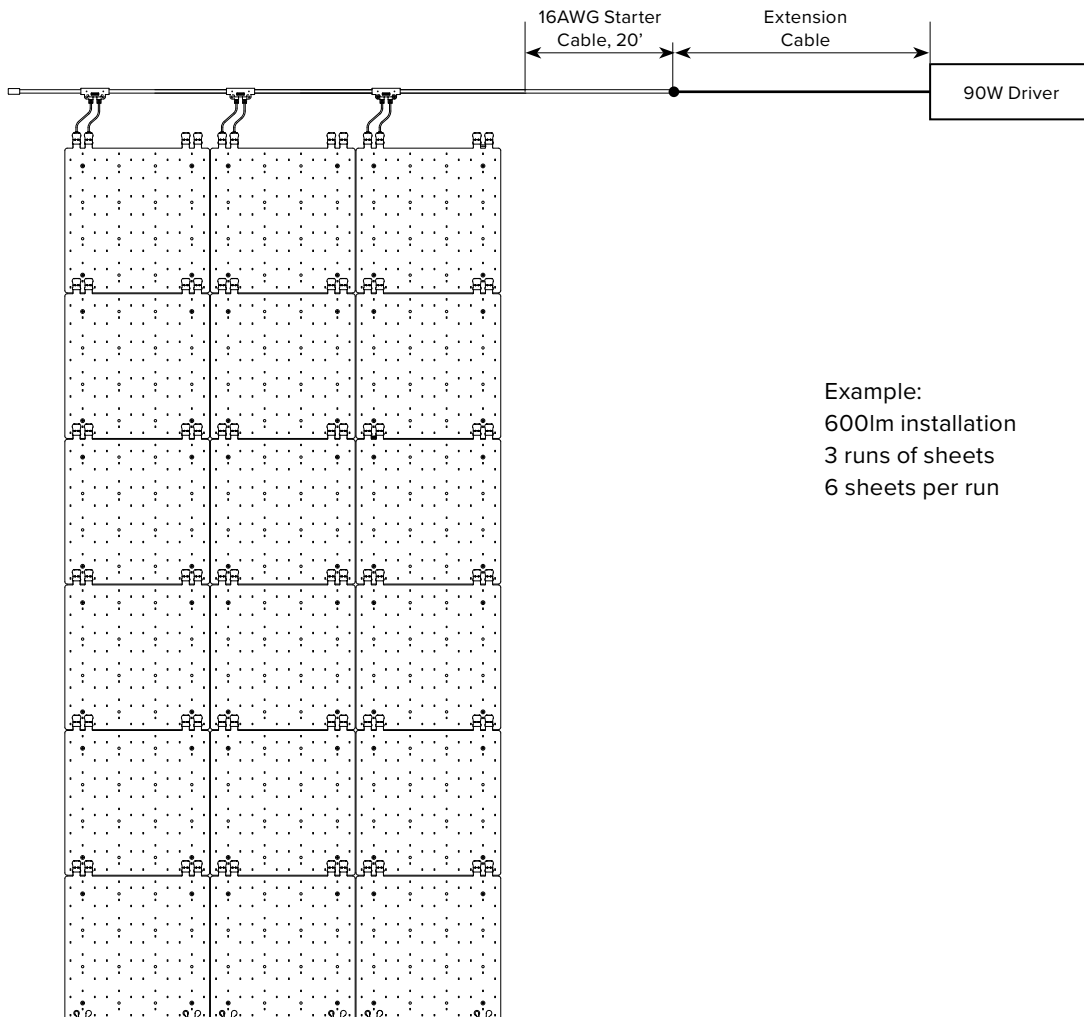 16AWG Starter
Cable, 20’
Extension
Cable
90W Driver
Example:
600lm installation
3 runs of sheets
6 sheets per run